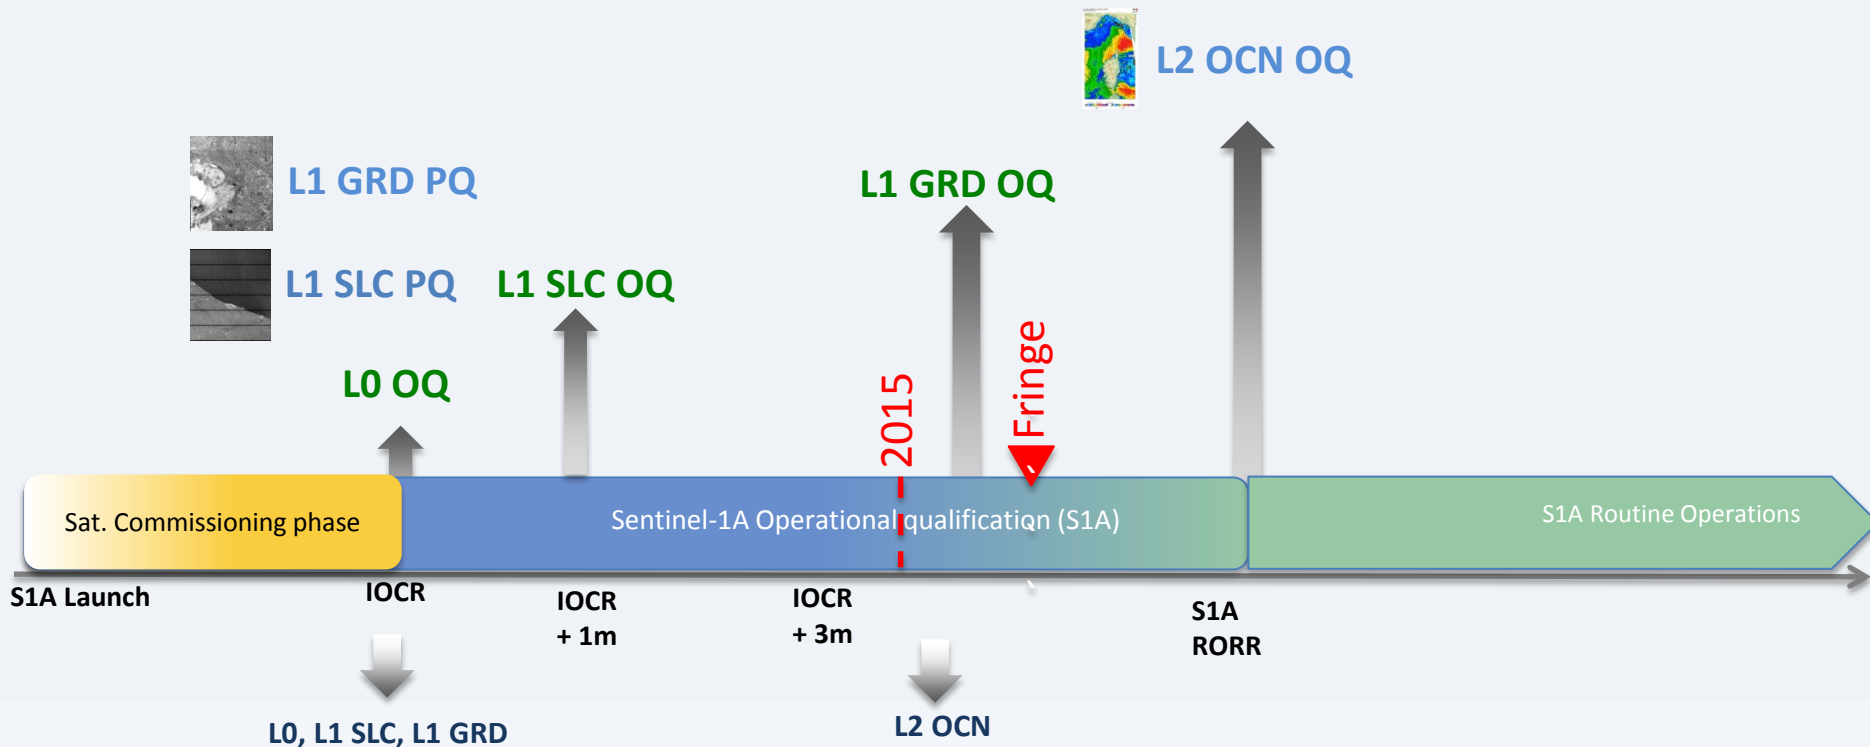 L2 OCN OQ
L1 GRD PQ
L1 GRD OQ
L1 SLC PQ
L1 SLC OQ
L0 OQ
2015
Fringe
Sat. Commissioning phase
Sentinel-1A Operational qualification (S1A)
S1A Routine Operations
S1A Launch
IOCR
IOCR
+ 1m
IOCR
+ 3m
S1A
RORR
L0, L1 SLC, L1 GRD
L2 OCN